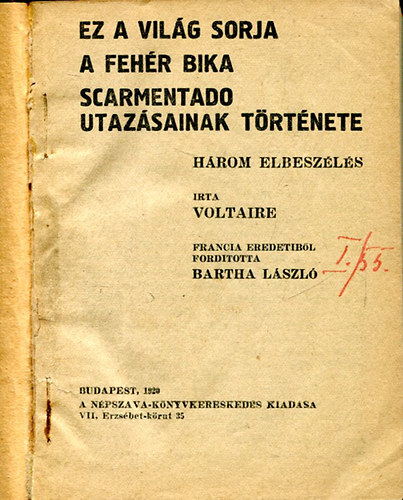 EZ A VILÁG SORJA
A FEHÉR BIKA
SCARMENTADO
UTAZÁSAINAK TÖRTÉNETE
HÁROM ELBESZÉLÉS
IRTA
VOLTAIRE
FRANCIA EREDETIBŐL
FORDITOTTA
BARTHA LÁSZLÓ
I./55.
BUDAPEST, 1920
A NÉPSZAVA-KÖNYVKERESKEDÉS KIADÁSA
VII. Erzsébet-körut 35